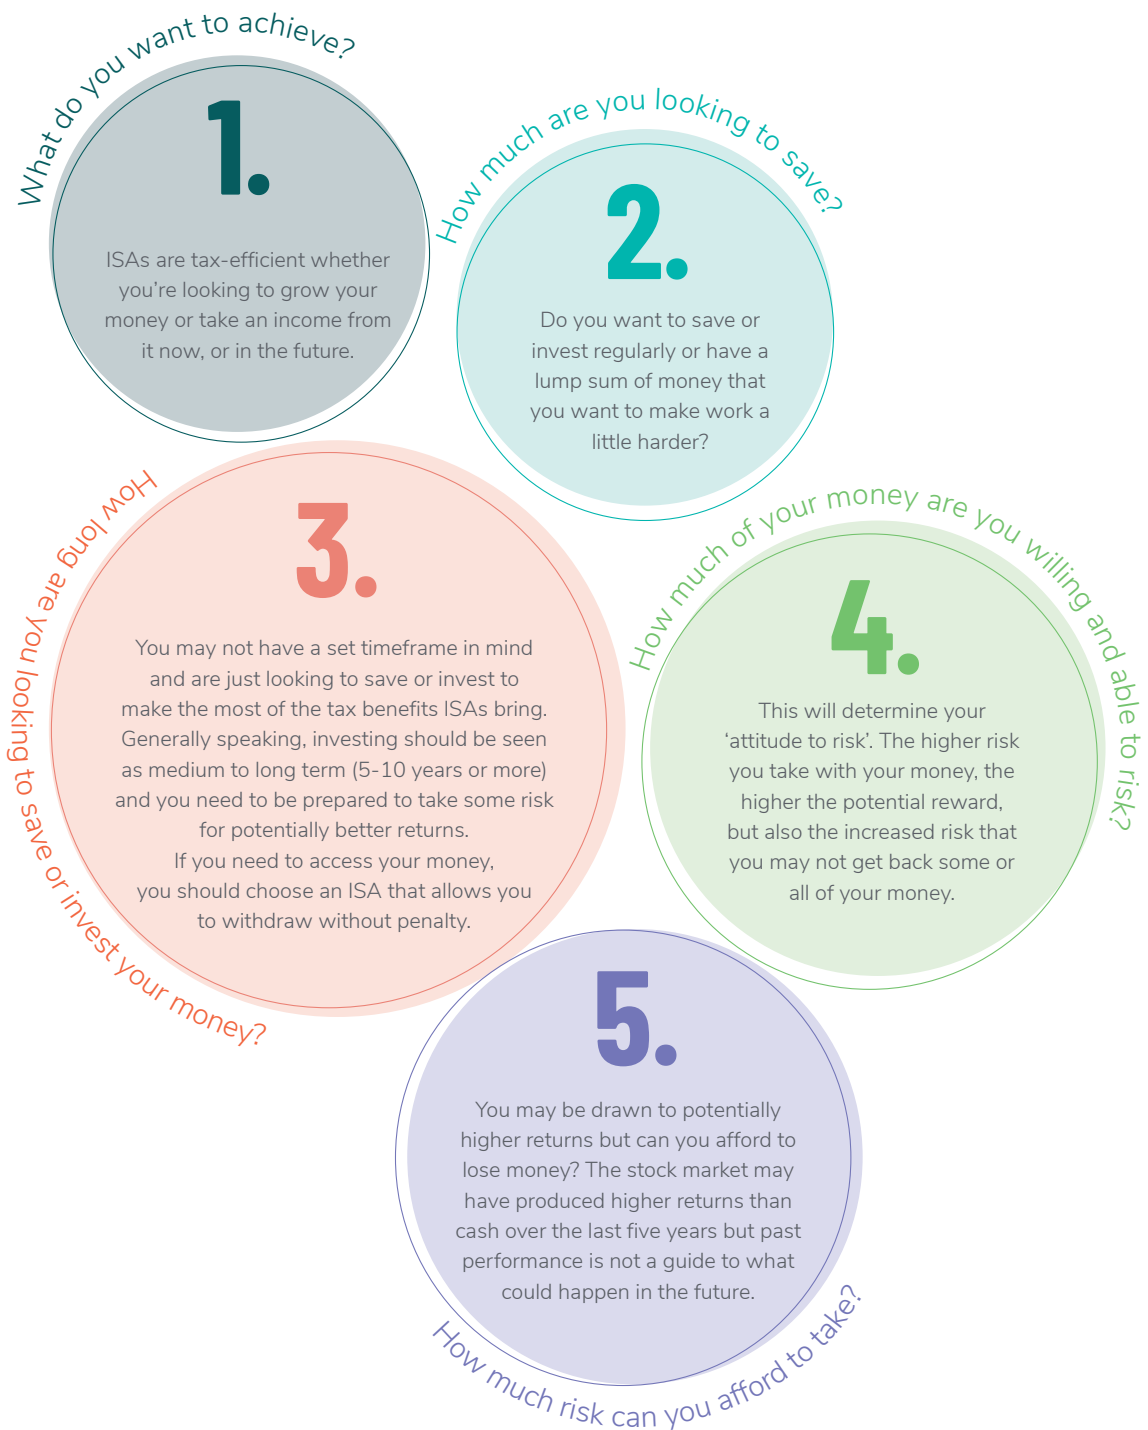 What do you want to achieve?
1.
ISAs are tax-efficient whether
you're looking to grow your
money or take an income from
it now, or in the future.
How much are you looking to save?
2.
Do you want to save or
invest regularly or have a
lump sum of money that
you want to make work a
little harder?
How long are you looking to save or invest your money?
3.
You may not have a set timeframe in mind
and are just looking to save or invest to
make the most of the tax benefits ISAs bring.
Generally speaking, investing should be seen
as medium to long term (5-10 years or more)
and you need to be prepared to take some risk
for potentially better returns.
If you need to access your money,
you should choose an ISA that allows you
to withdraw without penalty.
How much of your money are you willing and able to risk?
4.
This will determine your
‘attitude to risk’. The higher risk
you take with your money, the
higher the potential reward,
but also the increased risk that
you may not get back some or
all of your money.
5.
You may be drawn to potentially
higher returns but can you afford to
lose money? The stock market may
have produced higher returns than
cash over the last five years but past
performance is not a guide to what
could happen in the future.
How much risk can you afford to take?